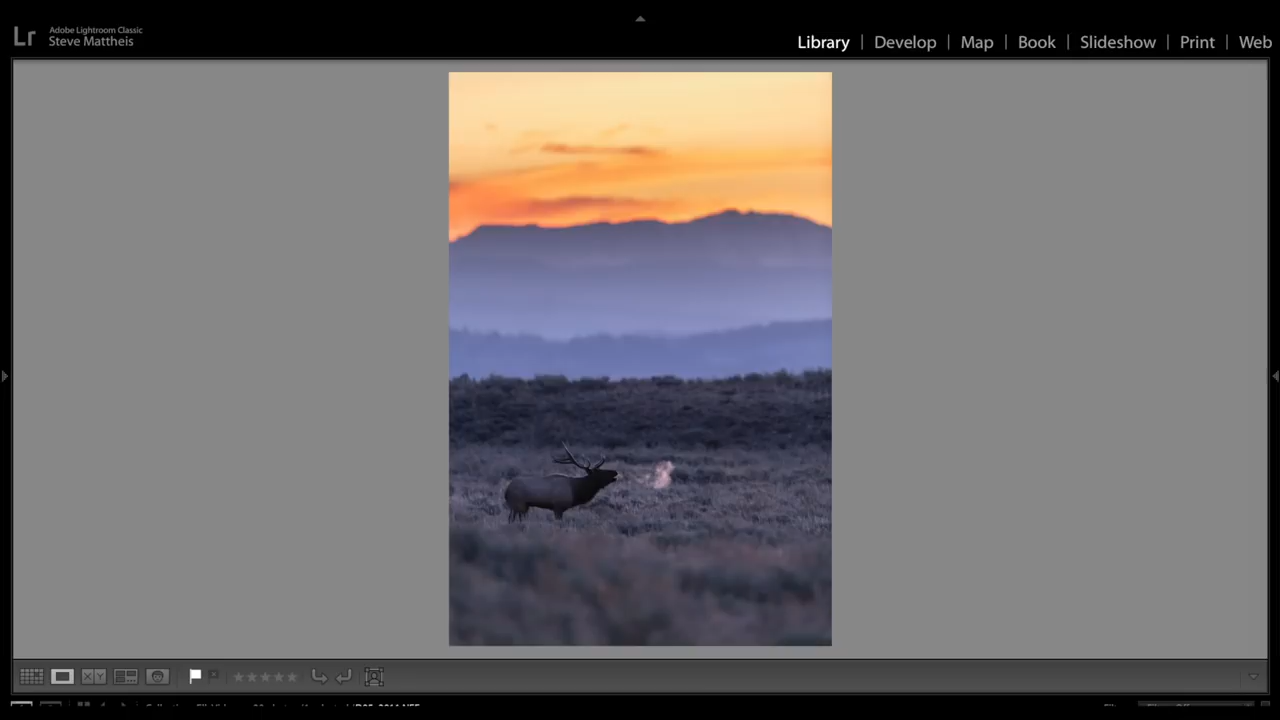 Lr
Adobe Lightroom Classic
Steve Mattheis
Library | Develop | Map | Book | Slideshow | Print | Web
X Y